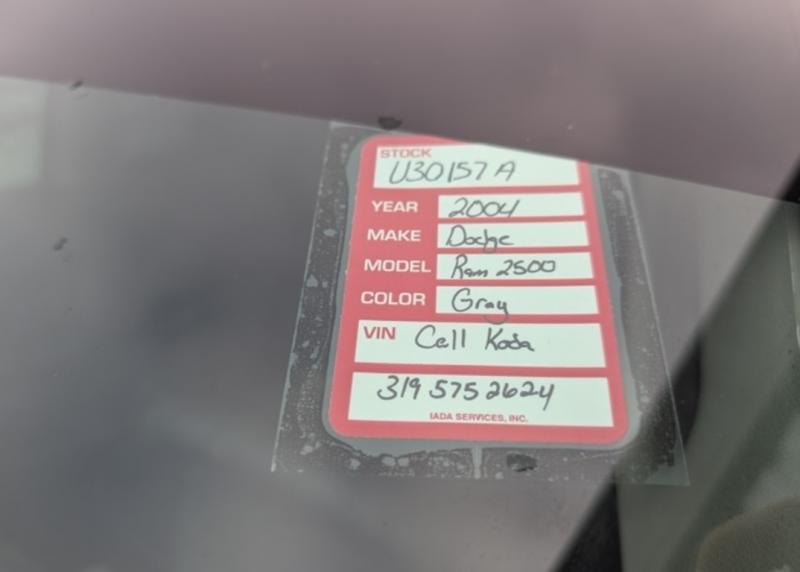 STOCK
U30157A
YEAR 2004
MAKE Dodge
MODEL Ram 2500
COLOR Gray
VIN Call Koda
319 575 2624
IADA SERVICES, INC.